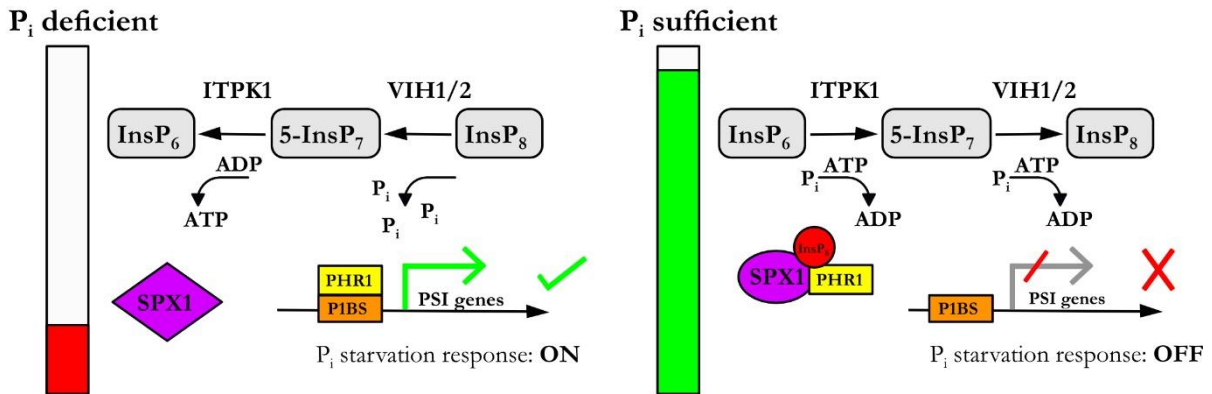 Pi deficient
ITPK1 VIH1/2
InsP6 5-InsP7 InsP8
ADP
ATP
Pi
Pi
Pi
SPX1
PHR1
P1BS
PSI genes
Pi starvation response: ON
Pi sufficient
ITPK1 VIH1/2
InsP6 5-InsP7 InsP8
Pi ATP
ADP
Pi ATP
ADP
InsP8
SPX1
PHR1
P1BS
PSI genes
Pi starvation response: OFF